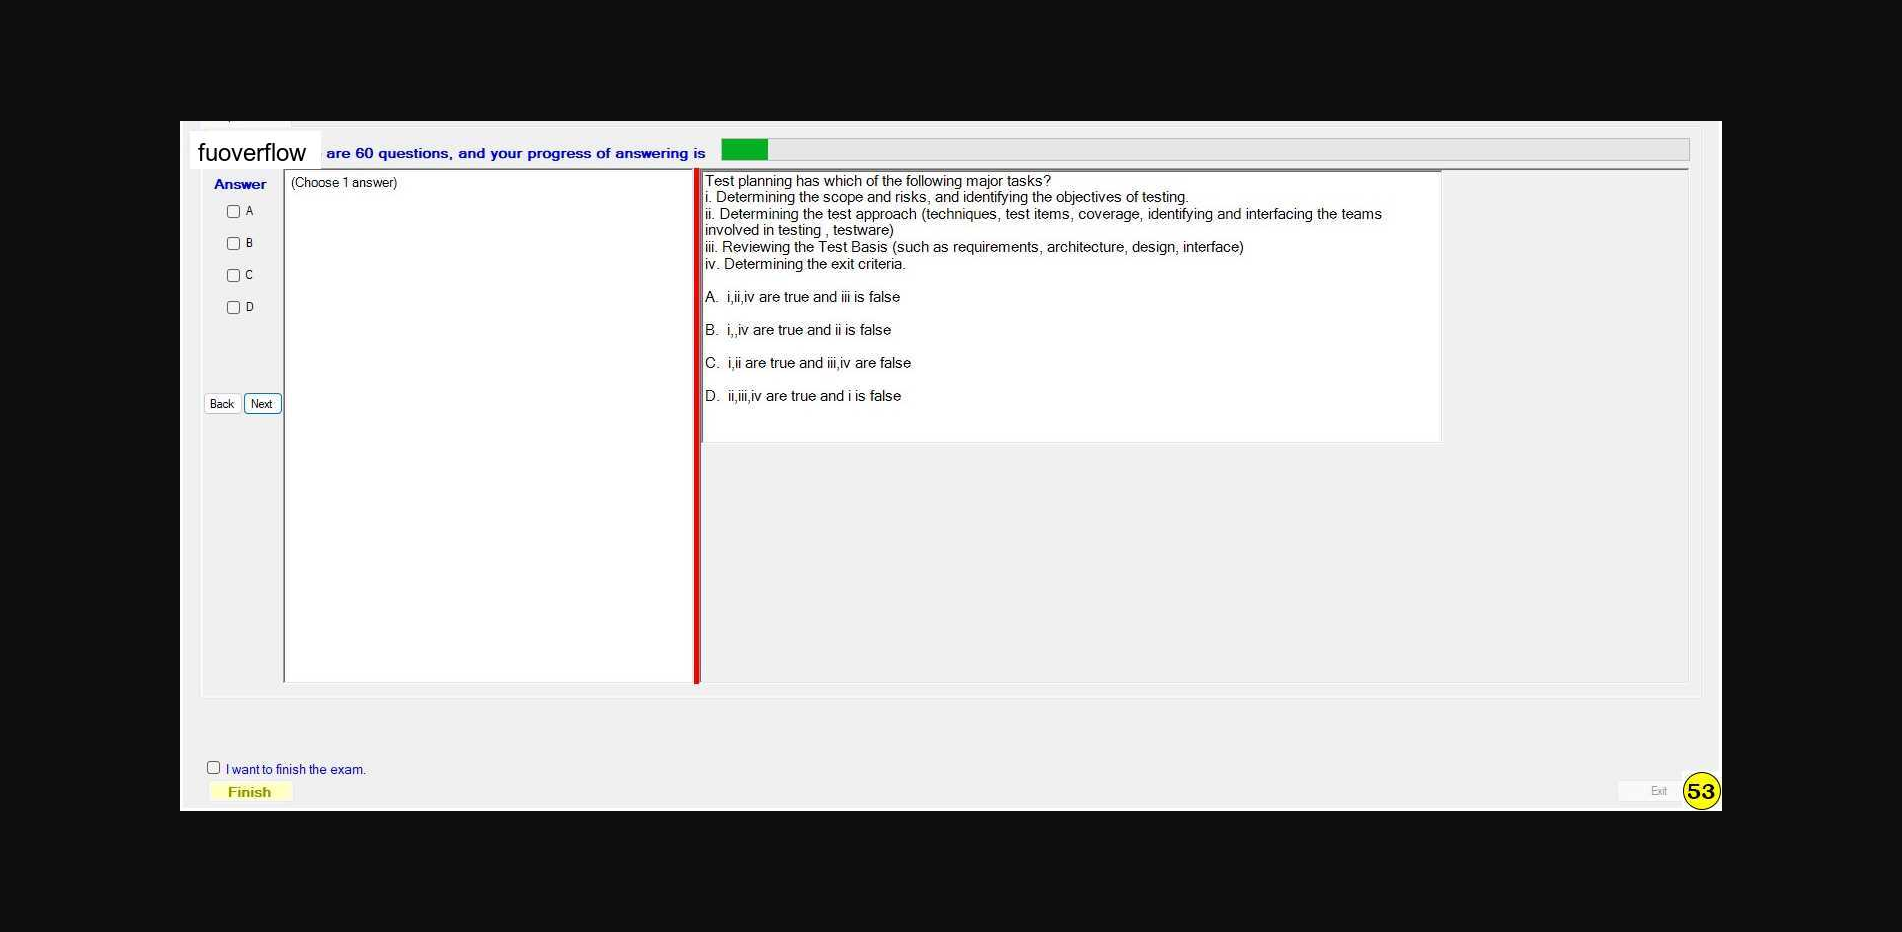 fuoverflow are 60 questions, and your progress of answering is
Answer
(Choose 1 answer)
A
B
C
D
Back Next
Test planning has which of the following major tasks?
i. Determining the scope and risks, and identifying the objectives of testing.
ii. Determining the test approach (techniques, test items, coverage, identifying and interfacing the teams
involved in testing , testware)
iii. Reviewing the Test Basis (such as requirements, architecture, design, interface)
iv. Determining the exit criteria.
A. i,ii,iv are true and iii is false
B. i,,iv are true and ii is false
C. i,ii are true and iii,iv are false
D. ii,iii,iv are true and i is false
I want to finish the exam.
Finish
Exit
53